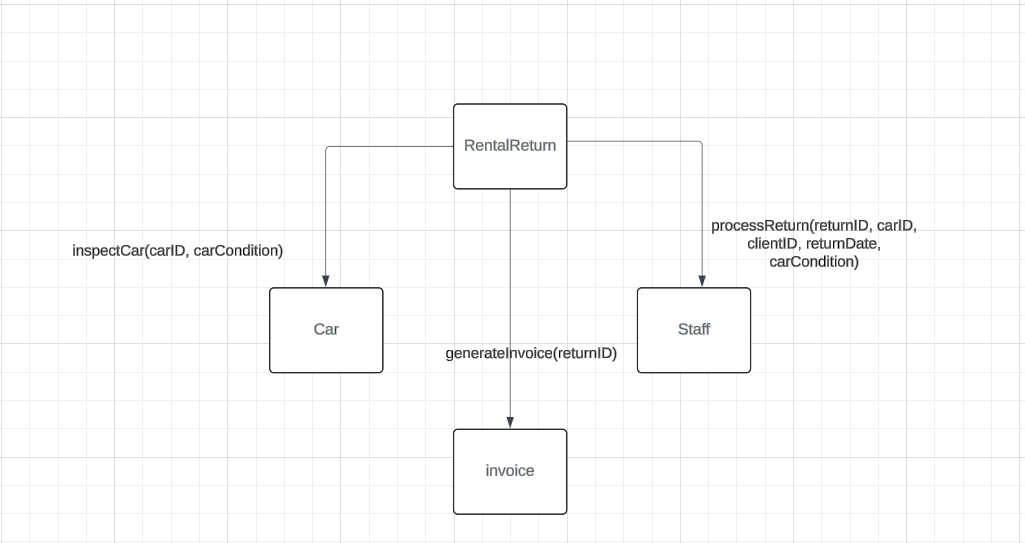 RentalReturn
processReturn(returnID, carID,
clientID, returnDate,
carCondition)
inspectCar(carID, carCondition)
Car
Staff
generateInvoice(returnID)
invoice